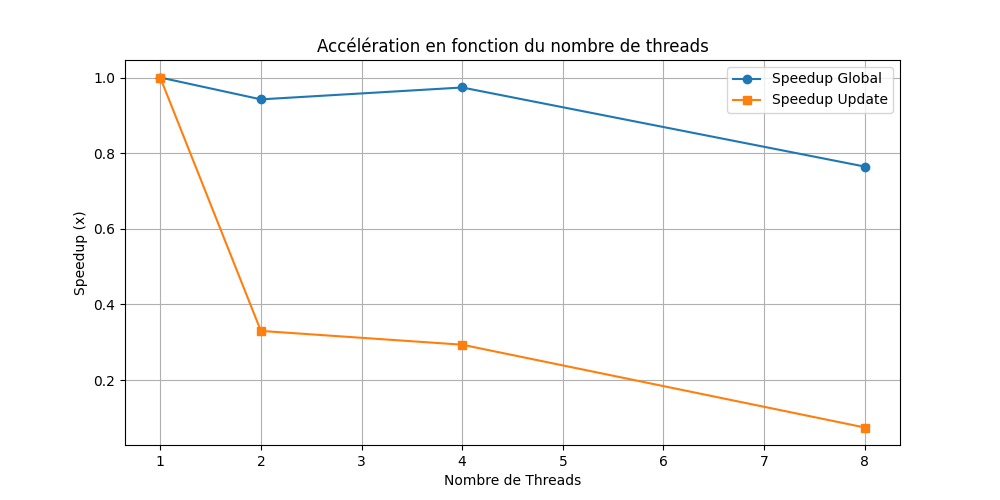 Accélération en fonction du nombre de threads
Speedup Global
Speedup Update
Speedup (x)
1.0
0.8
0.6
0.4
0.2
1 2 3 4 5 6 7 8
Nombre de Threads